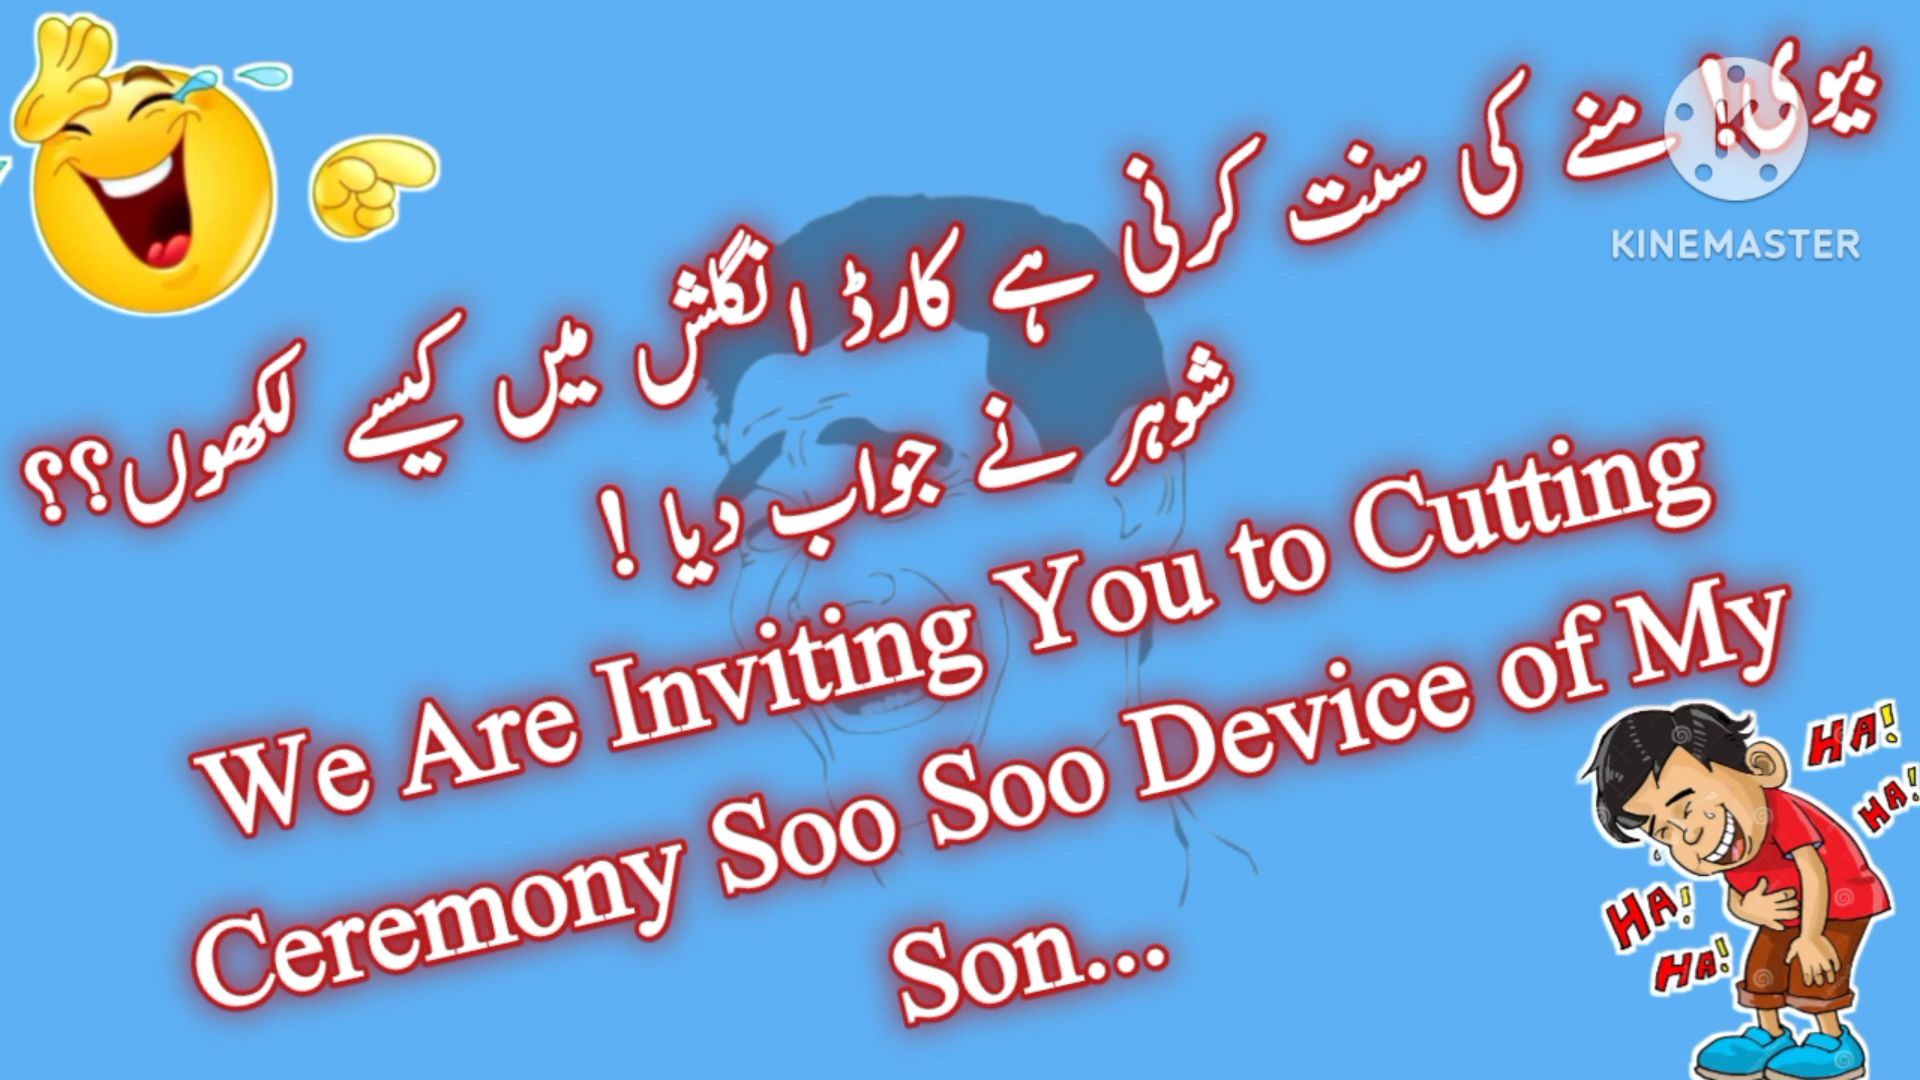 بیوی! منے کی سنت کرنی ہے کارڈ انگلش میں کیسے لکھوں؟؟
شوہر نے جواب دیا !
We Are Inviting You to Cutting
Ceremony Soo Soo Device of My
Son...
KINEMASTER
HA!
HA!
HA!
HA!